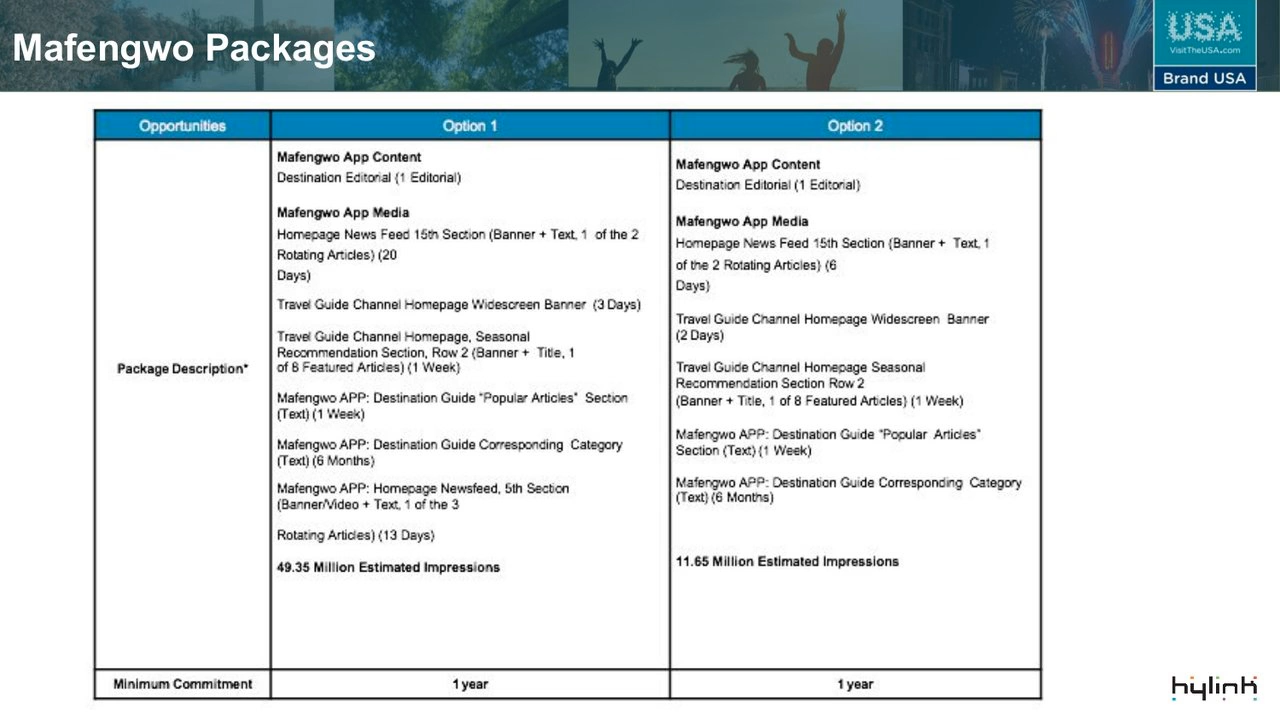 Mafengwo Packages
USA
VisitTheUSA.com
Brand USA
Opportunities
Option 1
Option 2
Package Description*
Mafengwo App Content
Destination Editorial (1 Editorial)
Mafengwo App Media
Homepage News Feed 15th Section (Banner + Text, 1 of the 2
Rotating Articles) (20
Days)
Travel Guide Channel Homepage Widescreen Banner (3 Days)
Travel Guide Channel Homepage, Seasonal
Recommendation Section, Row 2 (Banner + Title, 1
of 8 Featured Articles) (1 Week)
Mafengwo APP: Destination Guide "Popular Articles" Section
(Text) (1 Week)
Mafengwo APP: Destination Guide Corresponding Category
(Text) (6 Months)
Mafengwo APP: Homepage Newsfeed, 5th Section
(Banner/Video + Text, 1 of the 3
Rotating Articles) (13 Days)
49.35 Million Estimated Impressions
Mafengwo App Content
Destination Editorial (1 Editorial)
Mafengwo App Media
Homepage News Feed 15th Section (Banner + Text, 1
of the 2 Rotating Articles) (6
Days)
Travel Guide Channel Homepage Widescreen Banner
(2 Days)
Travel Guide Channel Homepage Seasonal
Recommendation Section Row 2
(Banner + Title, 1 of 8 Featured Articles) (1 Week)
Mafengwo APP: Destination Guide "Popular Articles"
Section (Text) (1 Week)
Mafengwo APP: Destination Guide Corresponding Category
(Text) (6 Months)
11.65 Million Estimated Impressions
Minimum Commitment
1 year
1 year
hylink